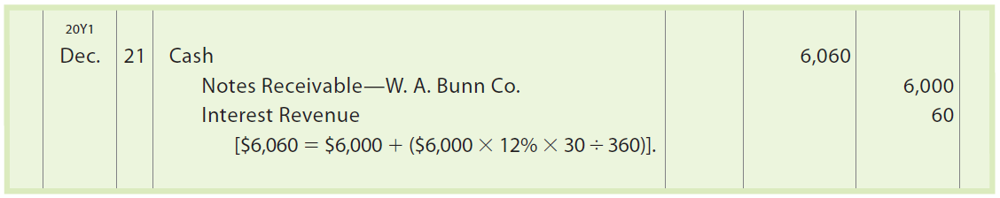 20Y1
Dec. 21 Cash 6,060
Notes Receivable—W. A. Bunn Co. 6,000
Interest Revenue 60
[$6,060 = $6,000 + ($6,000 × 12% × 30 ÷ 360)].